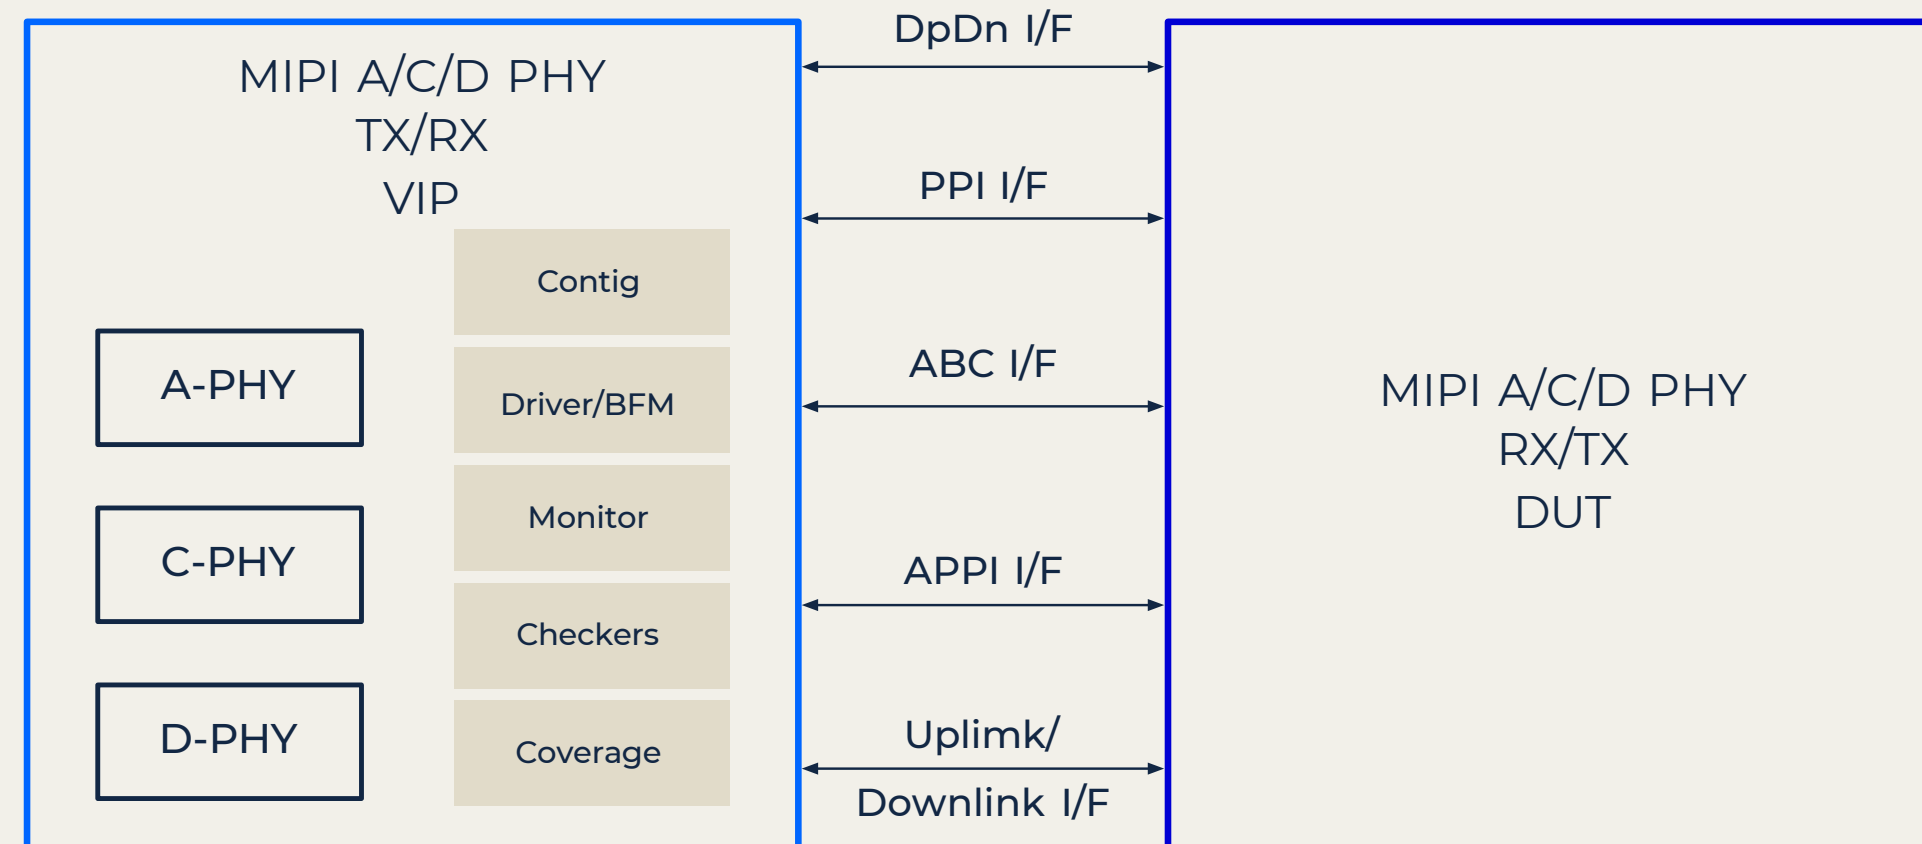 MIPI A/C/D PHY
TX/RX
VIP
Contig
Driver/BFM
Monitor
Checkers
Coverage
A-PHY
C-PHY
D-PHY
DpDn I/F
PPI I/F
ABC I/F
APPI I/F
Uplimk/
Downlink I/F
MIPI A/C/D PHY
RX/TX
DUT